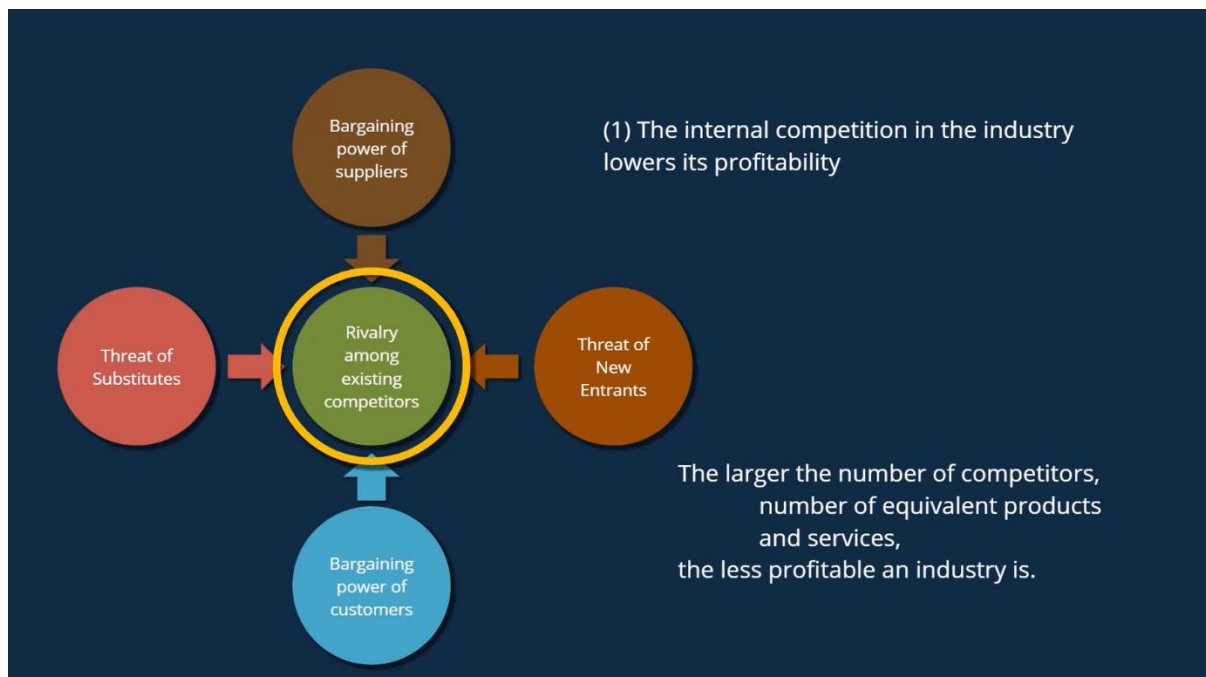 Bargaining
power of
suppliers
(1) The internal competition in the industry
lowers its profitability
Threat of
Substitutes
Rivalry
among
existing
competitors
Threat of
New
Entrants
The larger the number of competitors,
number of equivalent products
and services,
the less profitable an industry is.
Bargaining
power of
customers